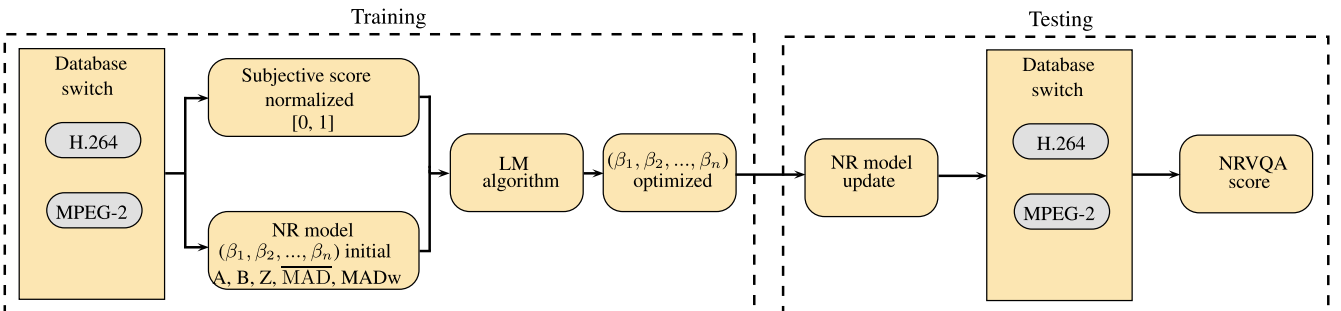 Training
Database
switch
H.264
MPEG-2
Subjective score
normalized
[0, 1]
NR model
(β₁, β₂, ..., βₙ) initial
A, B, Z, M̅A̅D̅, MADw
LM
algorithm
(β₁, β₂, ..., βₙ)
optimized
Testing
NR model
update
Database
switch
H.264
MPEG-2
NRVQA
score